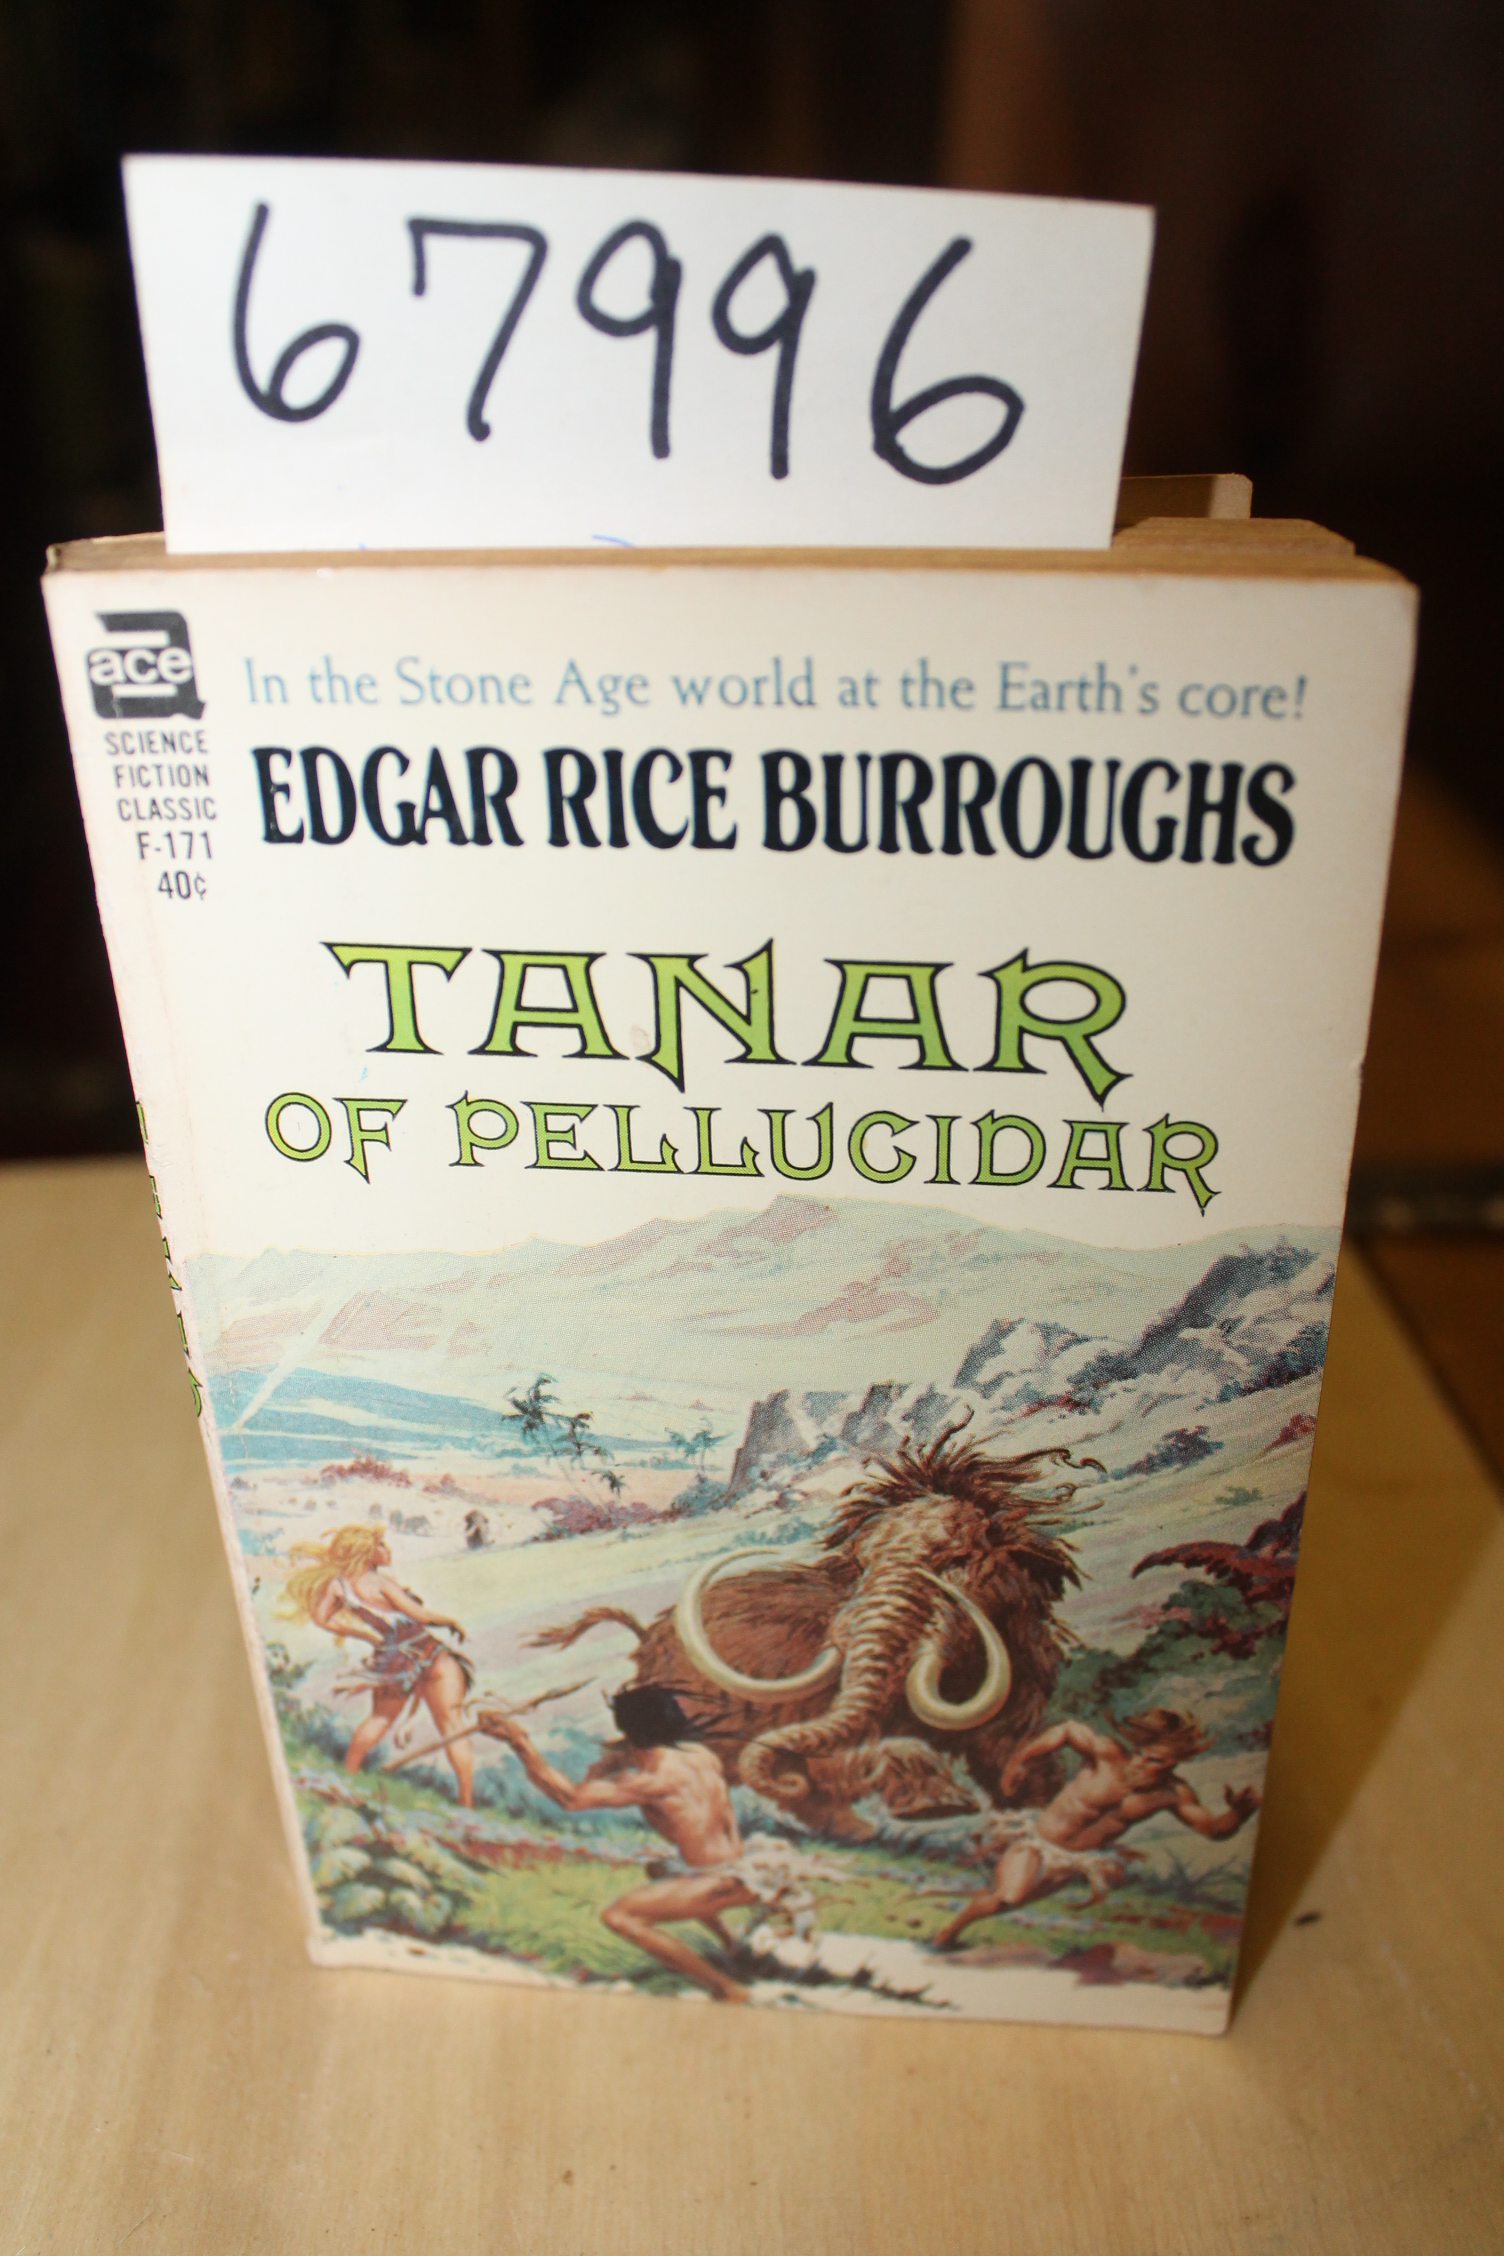 67996
ace
SCIENCE
FICTION
CLASSIC
F-171
40¢
In the Stone Age world at the Earth's core!
EDGAR RICE BURROUGHS
TANAR
OF PELLUCIDAR